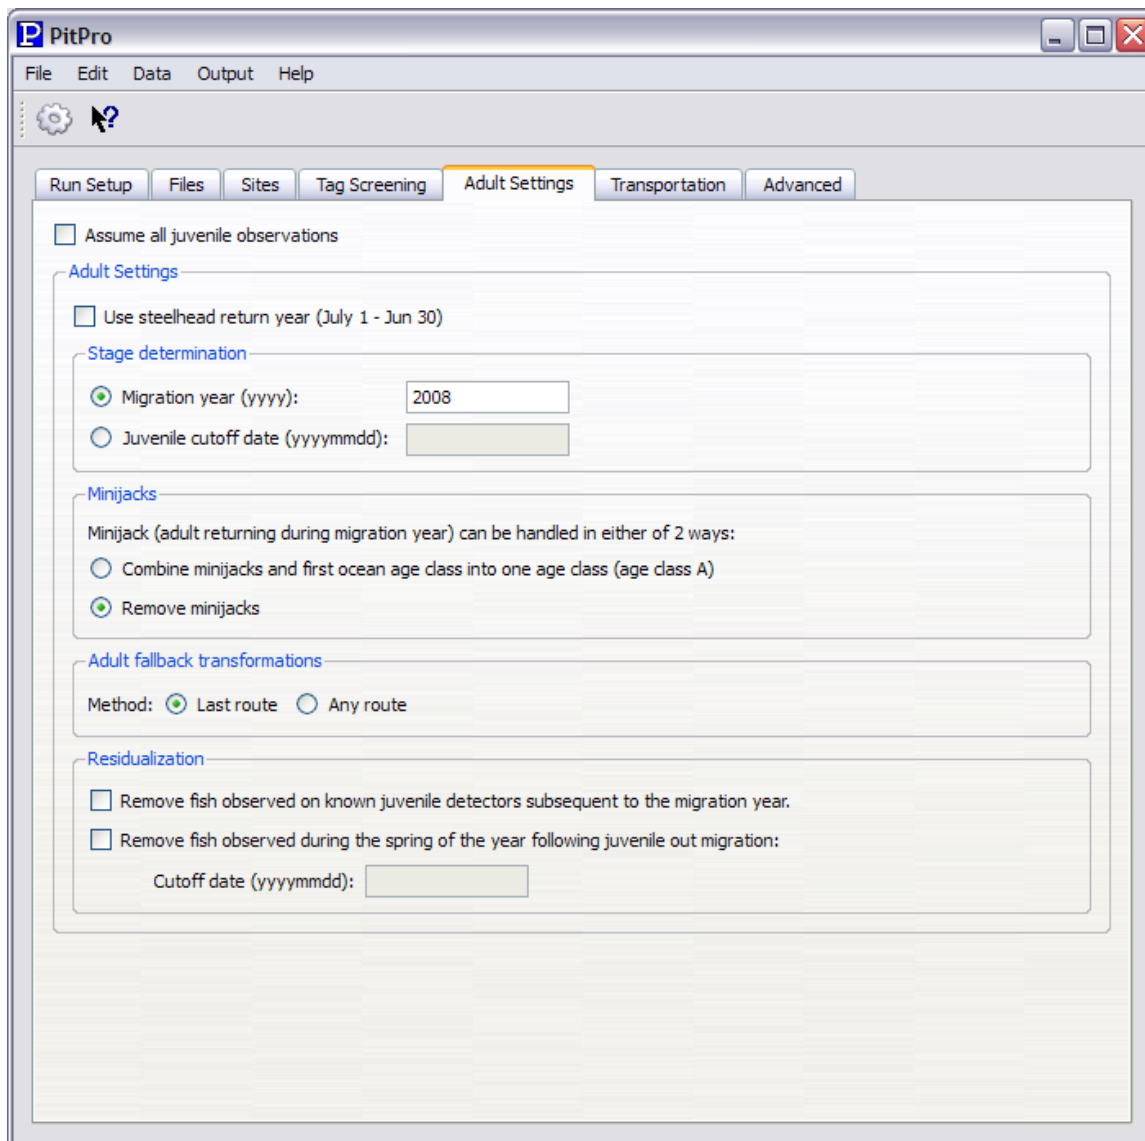 PitPro
File Edit Data Output Help
Run Setup Files Sites Tag Screening Adult Settings Transportation Advanced
Assume all juvenile observations
Adult Settings
Use steelhead return year (July 1 - Jun 30)
Stage determination
Migration year (yyyy): 2008
Juvenile cutoff date (yyyymmdd):
Minijacks
Minijack (adult returning during migration year) can be handled in either of 2 ways:
Combine minijacks and first ocean age class into one age class (age class A)
Remove minijacks
Adult fallback transformations
Method: Last route Any route
Residualization
Remove fish observed on known juvenile detectors subsequent to the migration year.
Remove fish observed during the spring of the year following juvenile out migration:
Cutoff date (yyyymmdd):